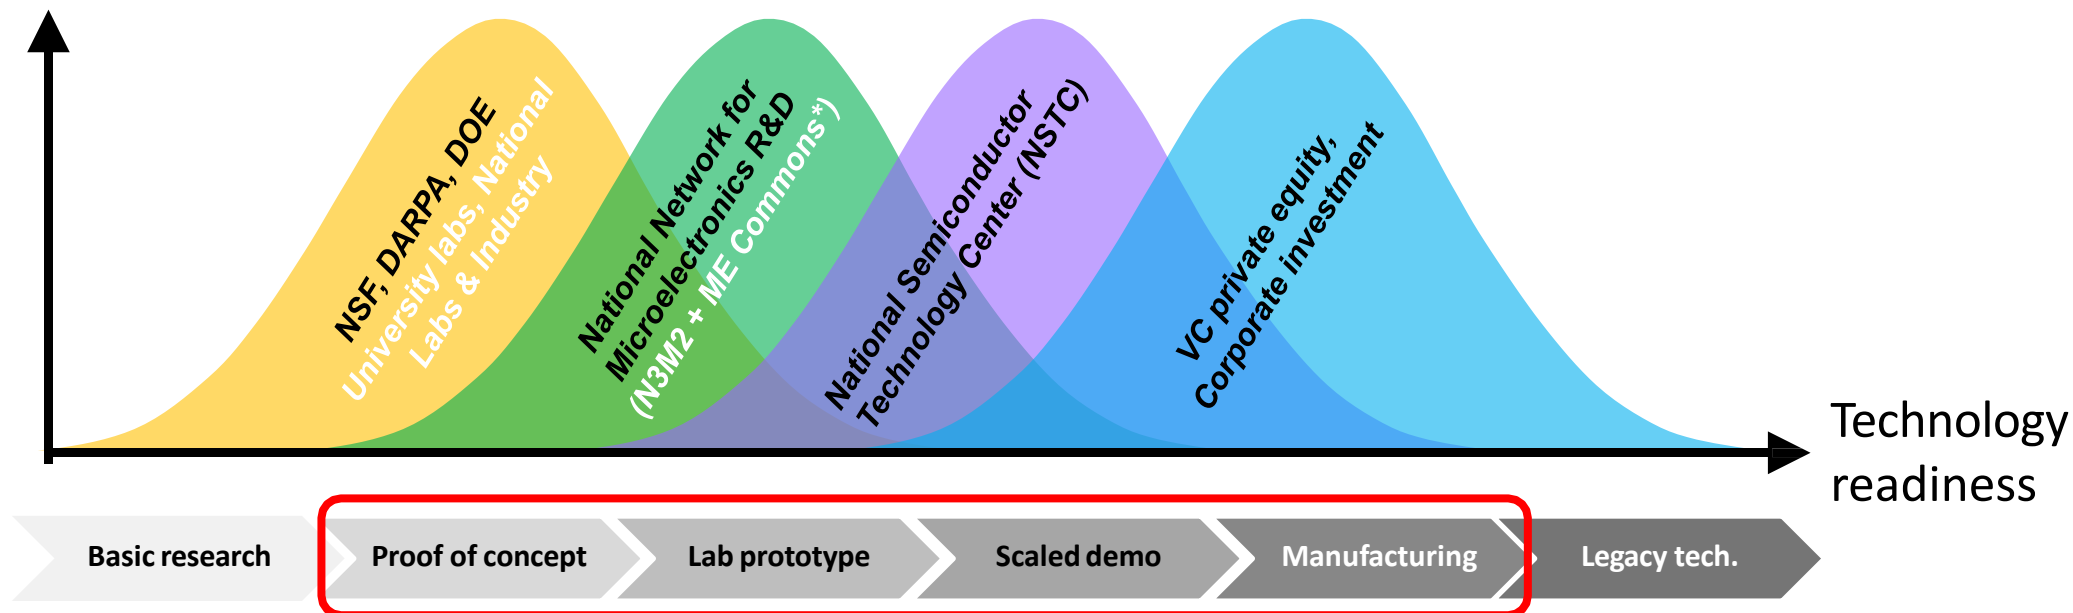 NSF, DARPA, DOE
University labs, National
Labs & Industry
National Network for
Microelectronics R&D
(N3M2 + ME Commons*)
National Semiconductor
Technology Center (NSTC)
VC private equity,
Corporate investment
Technology
readiness
Basic research
Proof of concept
Lab prototype
Scaled demo
Manufacturing
Legacy tech.